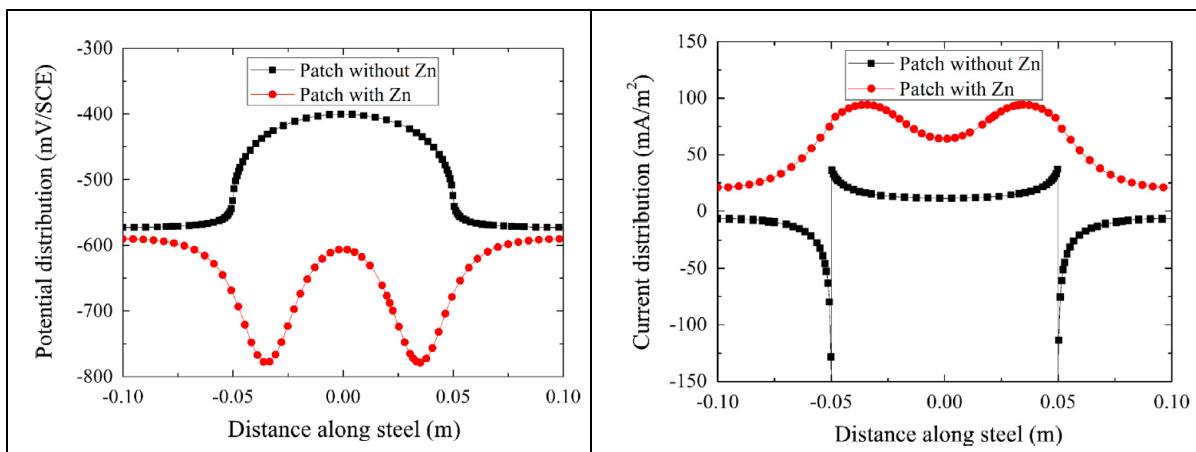 -300
-400
-500
-600
-700
-800
Potential distribution (mV/SCE)
Patch without Zn
Patch with Zn
-0.10
-0.05
0.00
0.05
0.10
Distance along steel (m)
150
100
50
0
-50
-100
-150
Current distribution (mA/m²)
Patch without Zn
Patch with Zn
-0.10
-0.05
0.00
0.05
0.10
Distance along steel (m)